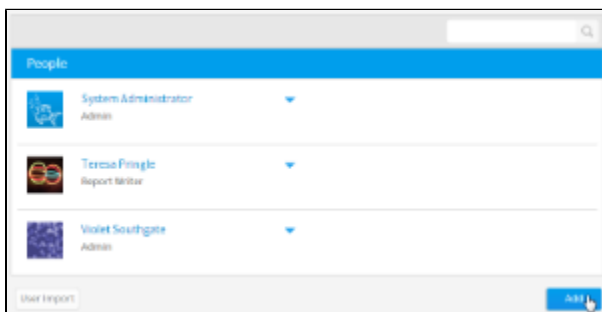 People
System Administrator
Admin
Teresa Pringle
Report Writer
Violet Southgate
Admin
User Import
Add